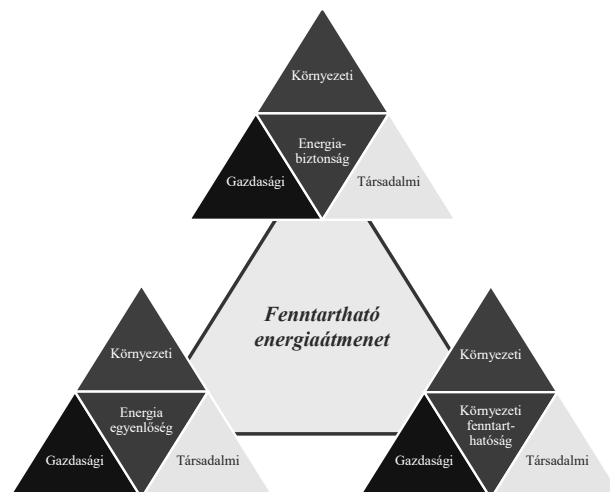 Környezeti
Energia-
biztonság
Gazdasági
Társadalmi
Fenntartható
energiaátmenet
Környezeti
Energia
egyenlőség
Gazdasági
Társadalmi
Környezeti
Környezeti
fenntart-
hatóság
Gazdasági
Társadalmi